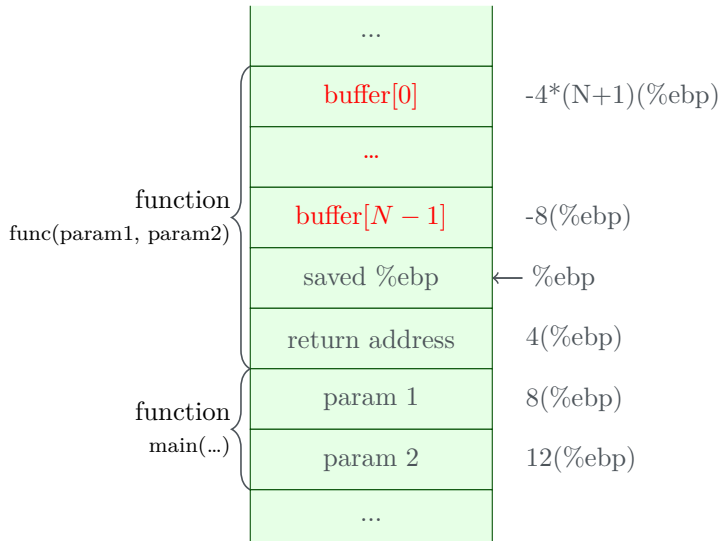 ...
buffer[0] -4*(N+1)(%ebp)
...
function
func(param1, param2)
buffer[N − 1] -8(%ebp)
saved %ebp %ebp
return address 4(%ebp)
param 1 8(%ebp)
function
main(...)
param 2 12(%ebp)
...